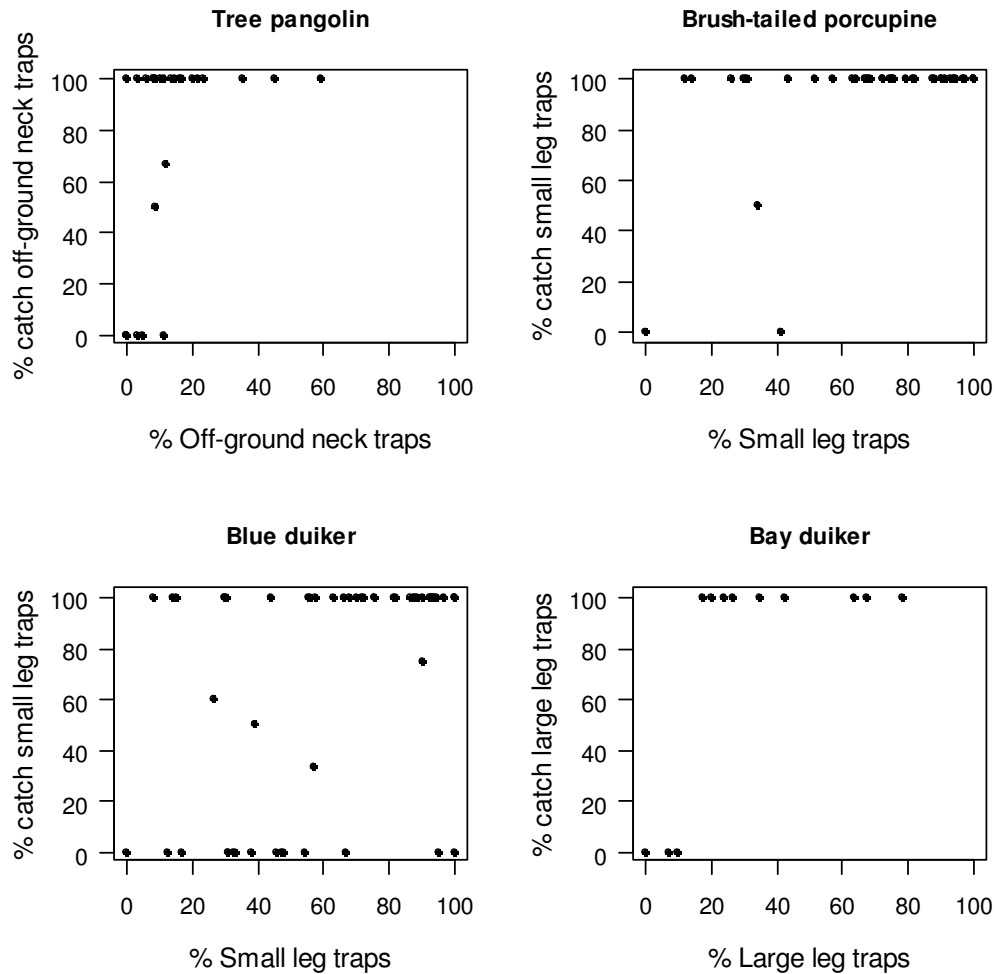 Tree pangolin
% catch off-ground neck traps
100
80
60
40
20
0
0 20 40 60 80 100
% Off-ground neck traps
Brush-tailed porcupine
% catch small leg traps
100
80
60
40
20
0
0 20 40 60 80 100
% Small leg traps
Blue duiker
% catch small leg traps
100
80
60
40
20
0
0 20 40 60 80 100
% Small leg traps
Bay duiker
% catch large leg traps
100
80
60
40
20
0
0 20 40 60 80 100
% Large leg traps